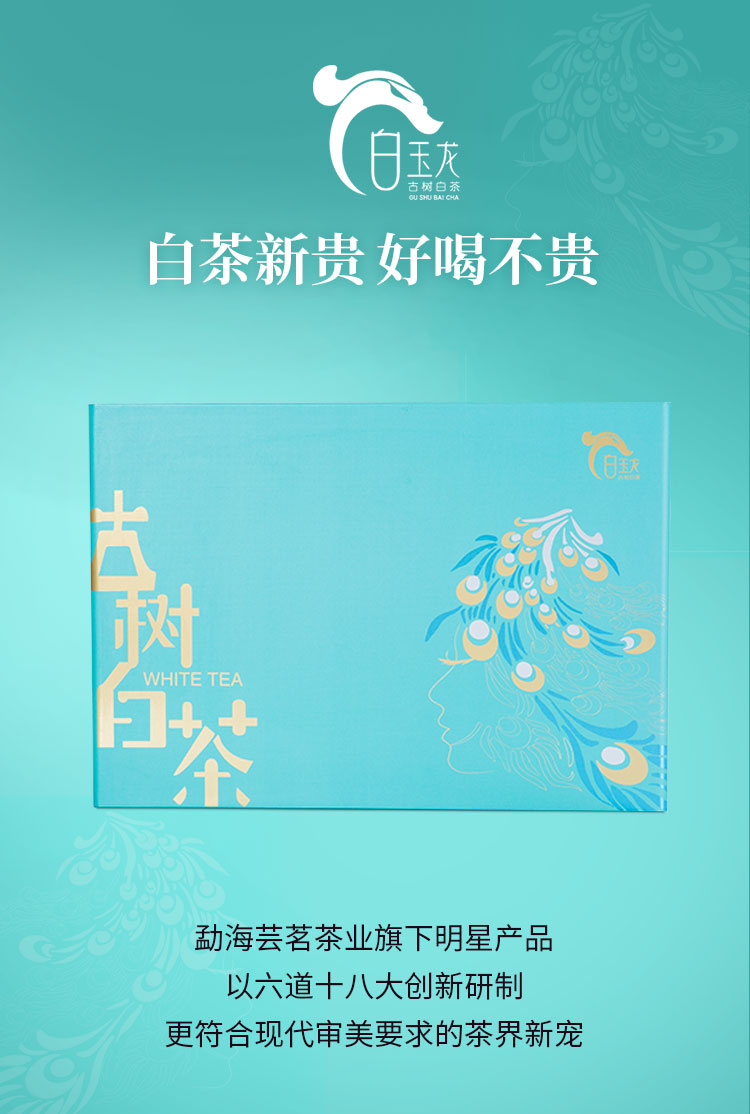 白玉龙
古树白茶
GU SHU BAI CHA
白茶新贵 好喝不贵
白玉龙
古树白茶
古树白茶
WHITE TEA
勐海芸茗茶业旗下明星产品
以六道十八大创新研制
更符合现代审美要求的茶界新宠